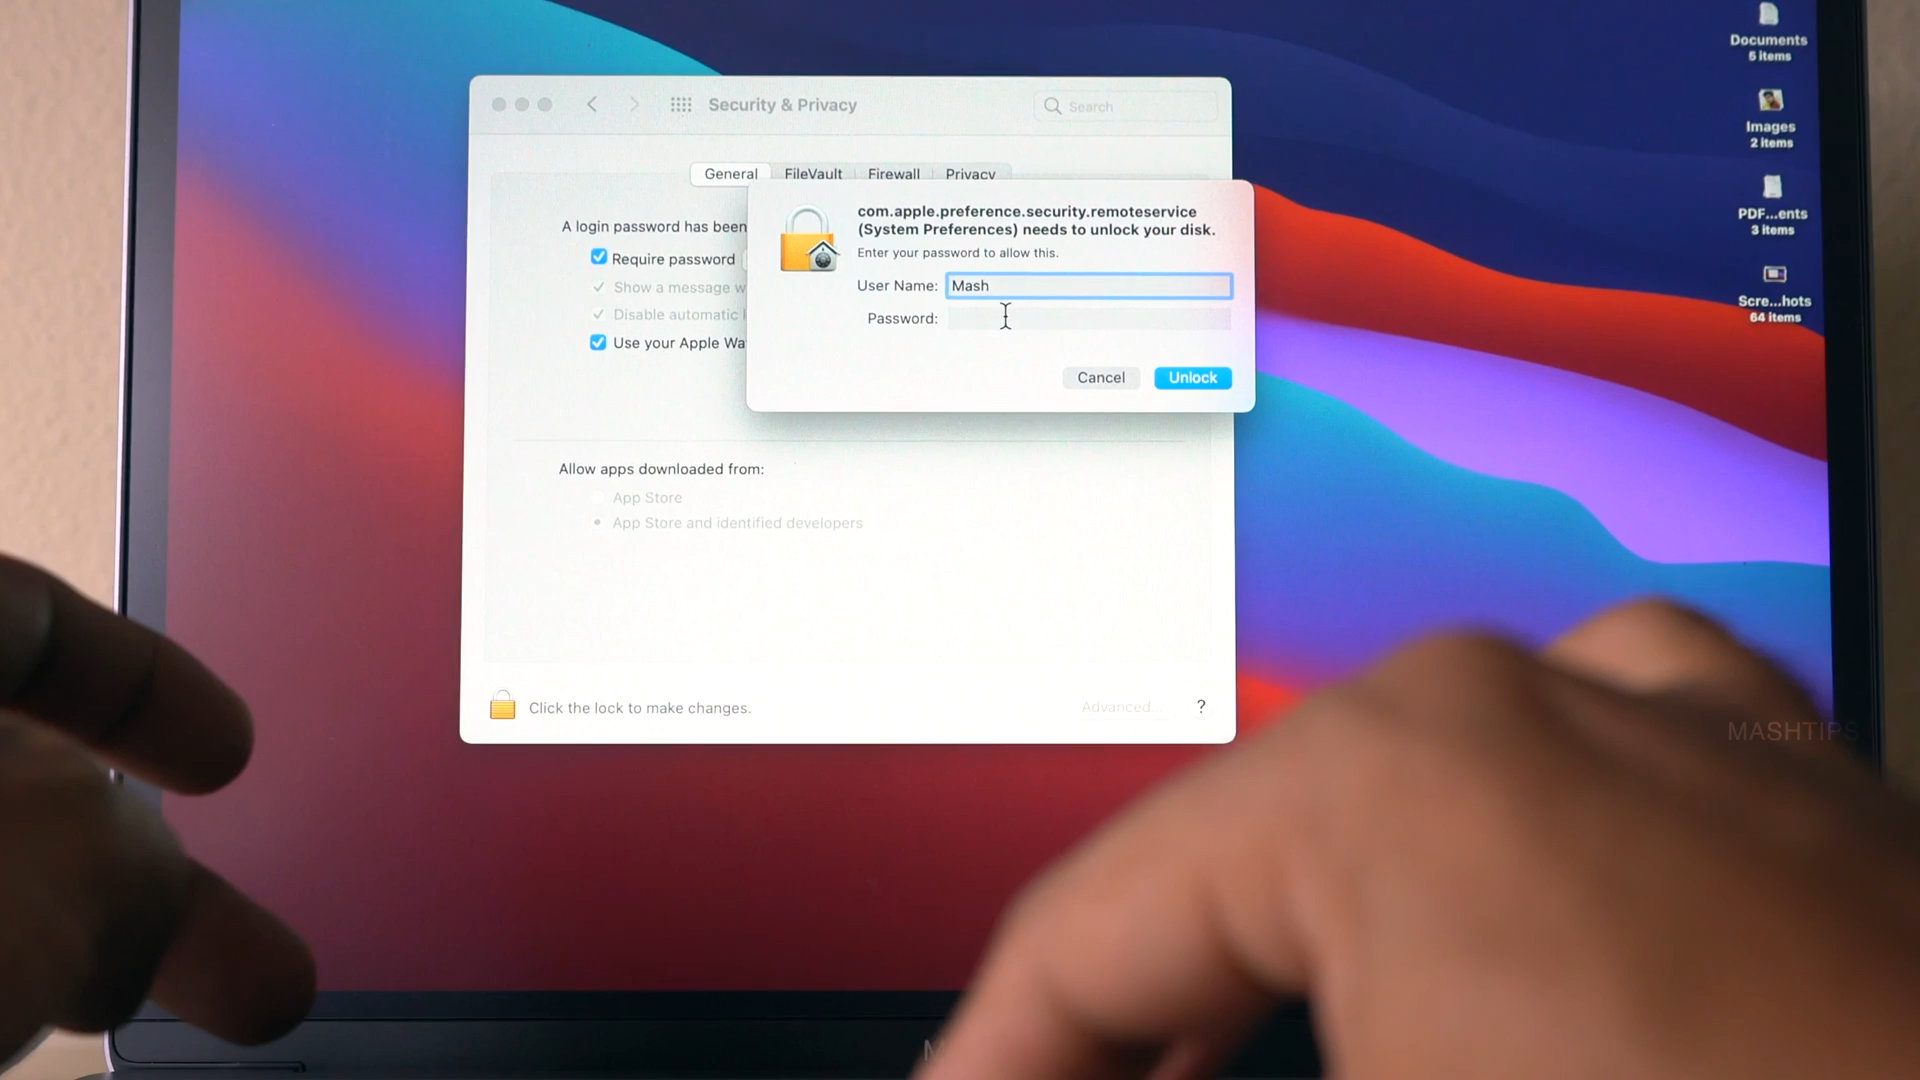 Documents
6 items
Images
2 items
PDF...ents
3 items
Scre...hots
64 items
Security & Privacy
Search
General
FileVault
Firewall
Privacy
A login password has been
Require password
Show a message w
Disable automatic l
Use your Apple Wa
com.apple.preference.security.remoteservice
(System Preferences) needs to unlock your disk.
Enter your password to allow this.
User Name: Mash
Password:
Cancel
Unlock
Allow apps downloaded from:
App Store
App Store and identified developers
Click the lock to make changes.
Advanced...
?
MASHTIPS